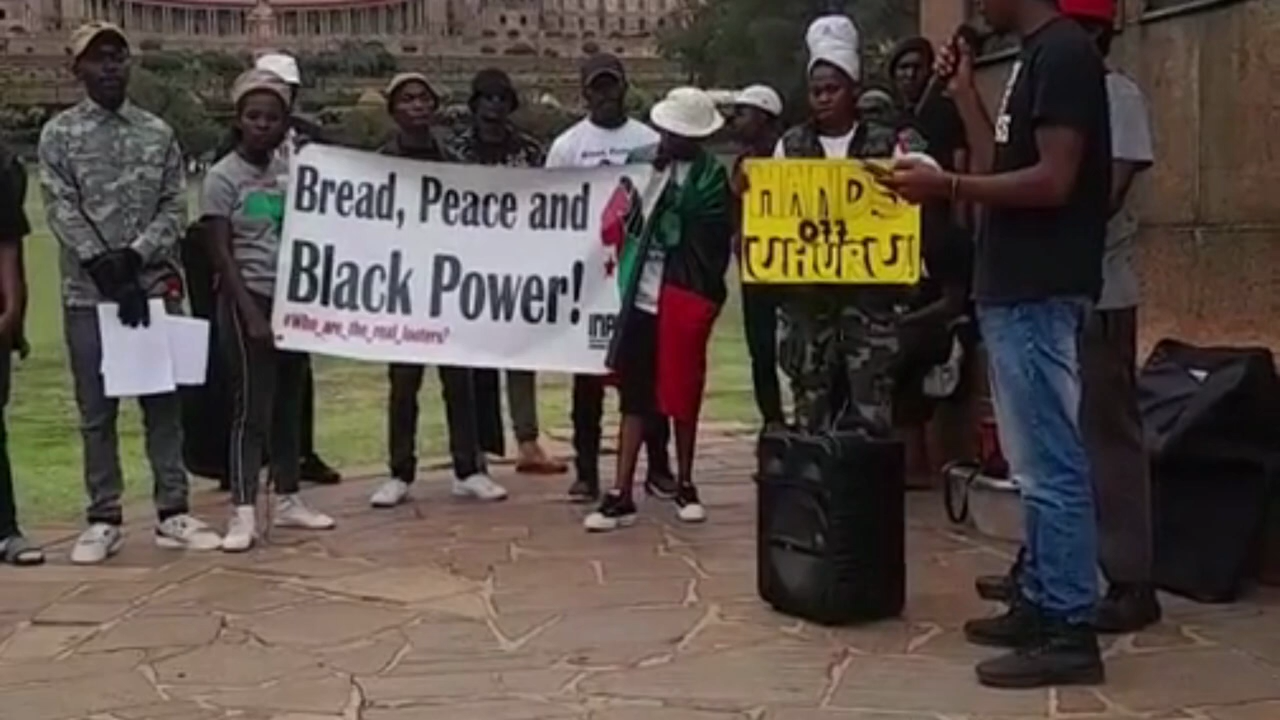 Bread, Peace and
Black Power!
#Who_are_the_real_looters?
HANDS
OFF
UHURU!